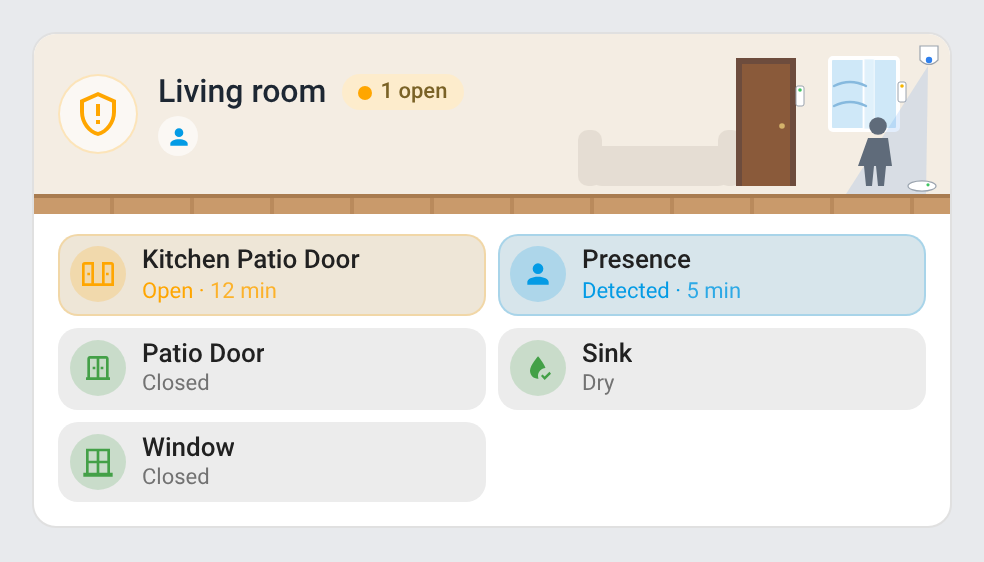 Living room
1 open
Kitchen Patio Door
Open · 12 min
Presence
Detected · 5 min
Patio Door
Closed
Sink
Dry
Window
Closed